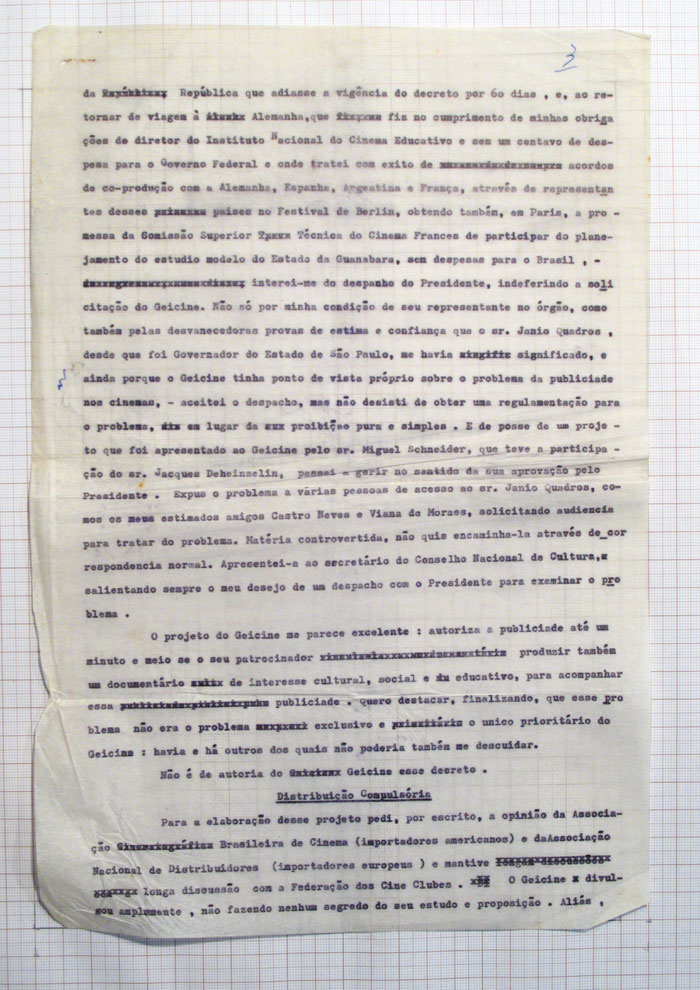 3
da República que adiasse a vigência do decreto por 60 dias , e, ao re-
tornar de viagem à Alemanha,que fiz no cumprimento de minhas obriga
ções de diretor do Instituto Nacional do Cinema Educativo e sem um centavo de des-
pesa para o Governo Federal e onde tratei com exito de acordos
de co-produção com a Alemanha, Espanha, Argentina e França, através de representan
tes desses paises no Festival de Berlin, obtendo também, em Paris, a pro -
messa da Comissão Superior Técnica do Cinema Frances de participar do plane-
jamento do estudio modelo do Estado da Guanabara, sem despesas para o Brasil , -
interei-me do despanho do Presidente, indeferindo a soli
citação do Geicine. Não só por minha condição de seu representante no órgão, como
também pelas desvanecedoras provas de estima e confiança que o sr. Janio Quadros ,
desde que foi Governador do Estado de São Paulo, me havia significado, e
ainda porque o Geicine tinha ponto de vista próprio sobre o problema da publiciade
nos cinemas, - aceitei o despacho, mas não desisti de obter uma regulamentação para
o problema, em lugar da proibição pura e simples . E de posse de um proje-
to que foi apresentado ao Geicine pelo sr. Miguel Schneider, que teve a participa -
ção do sr. Jacques Deheinzelin, passei a gerir no sentido da sua aprovação pelo
Presidente . Expus o problema a várias pessoas de acesso ao sr. Janio Quadros, co-
mos os meus estimados amigos Castro Neves e Viana de Moraes, solicitando audiencia
para tratar do problema. Matéria controvertida, não quis encaminha-la através de cor
respondencia normal. Apresentei-a ao secretário do Conselho Nacional de Cultura,
salientando sempre o meu desejo de um despacho com o Presidente para examinar o pro
blema .
O projeto do Geicine me parece excelente : autoriza a publiciade até um
minuto e meio se o seu patrocinador produzir também
um documentário de interesse cultural, social e educativo, para acompanhar
essa publiciade . Quero destacar, finalizando, que esse pro
blema não era o problema exclusivo e o unico prioritário do
Geicine : havia e há outros dos quais não poderia também me descuidar.
Não é de autoria do Geicine esse decreto .
Distribuição Compulsória
Para a elaboração desse projeto pedi, por escrito, a opinião da Associa-
ção Brasileira de Cinema (importadores americanos) e daAssociação
Nacional de Distribuidores (importadores europeus ) e mantive
longa discussão com a Federação dos Cine Clubes . O Geicine divul-
gou amplamente , não fazendo nenhum segredo do seu estudo e proposição . Aliás ,